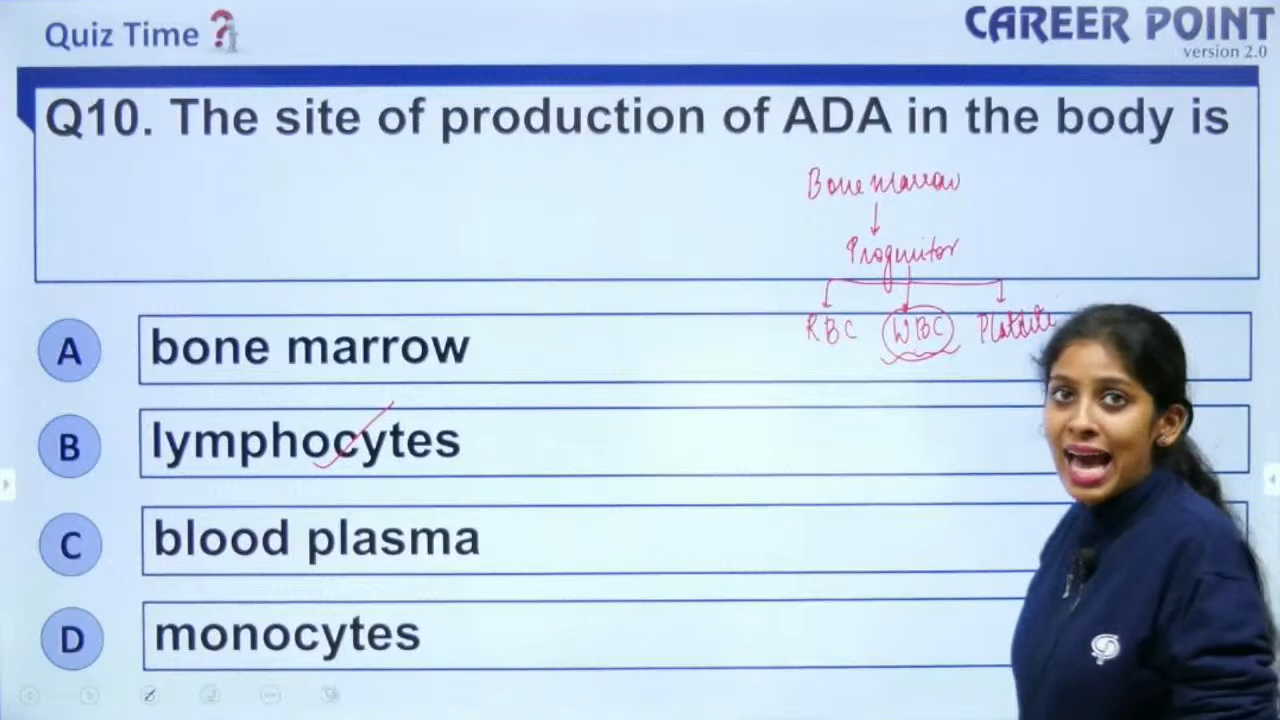 Quiz Time ?
CAREER POINT
version 2.0
Q10. The site of production of ADA in the body is
Bone marrow
Progenitor
RBC WBC Platelete
A bone marrow
B lymphocytes
C blood plasma
D monocytes